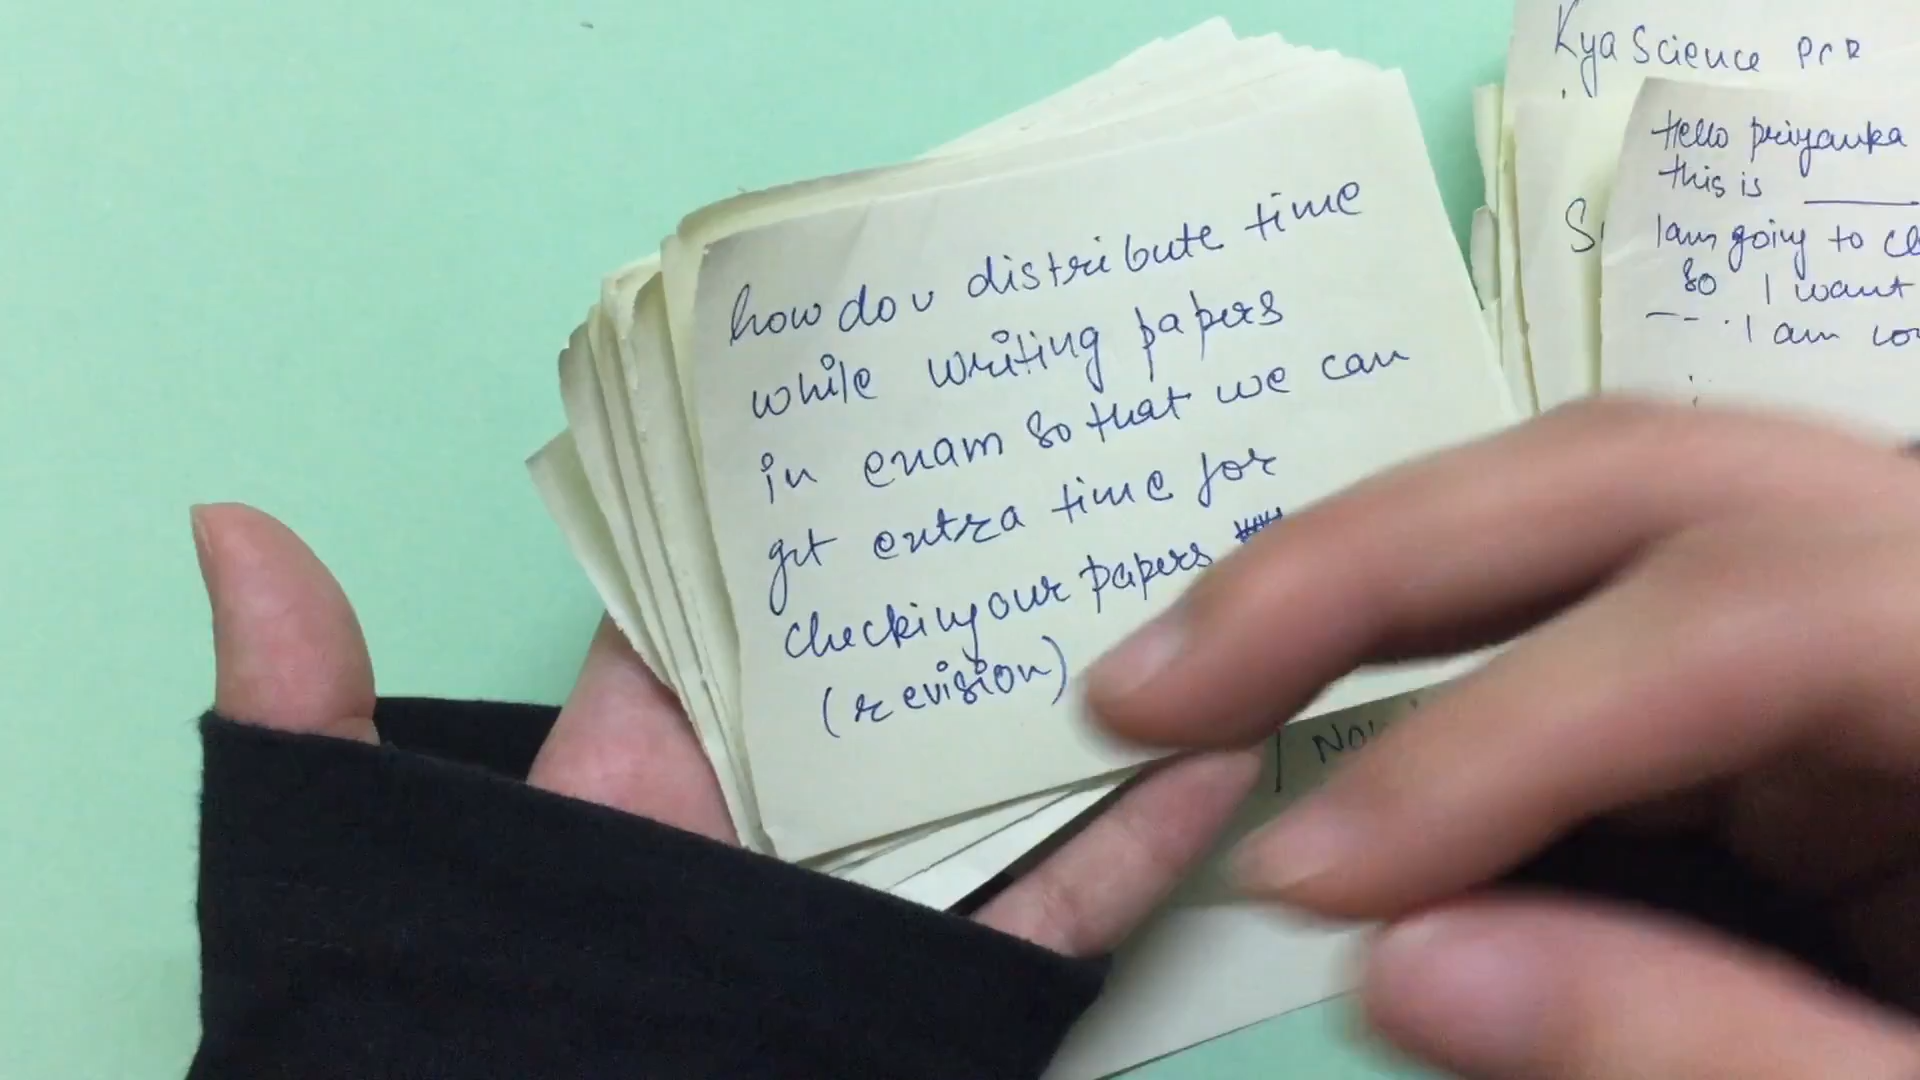 how do u distribute time
while writing papers
in exam so that we can
get extra time for
checking our papers
(revision)
Kya Science
Hello priyanka
this is
I am going to
so I want
I am